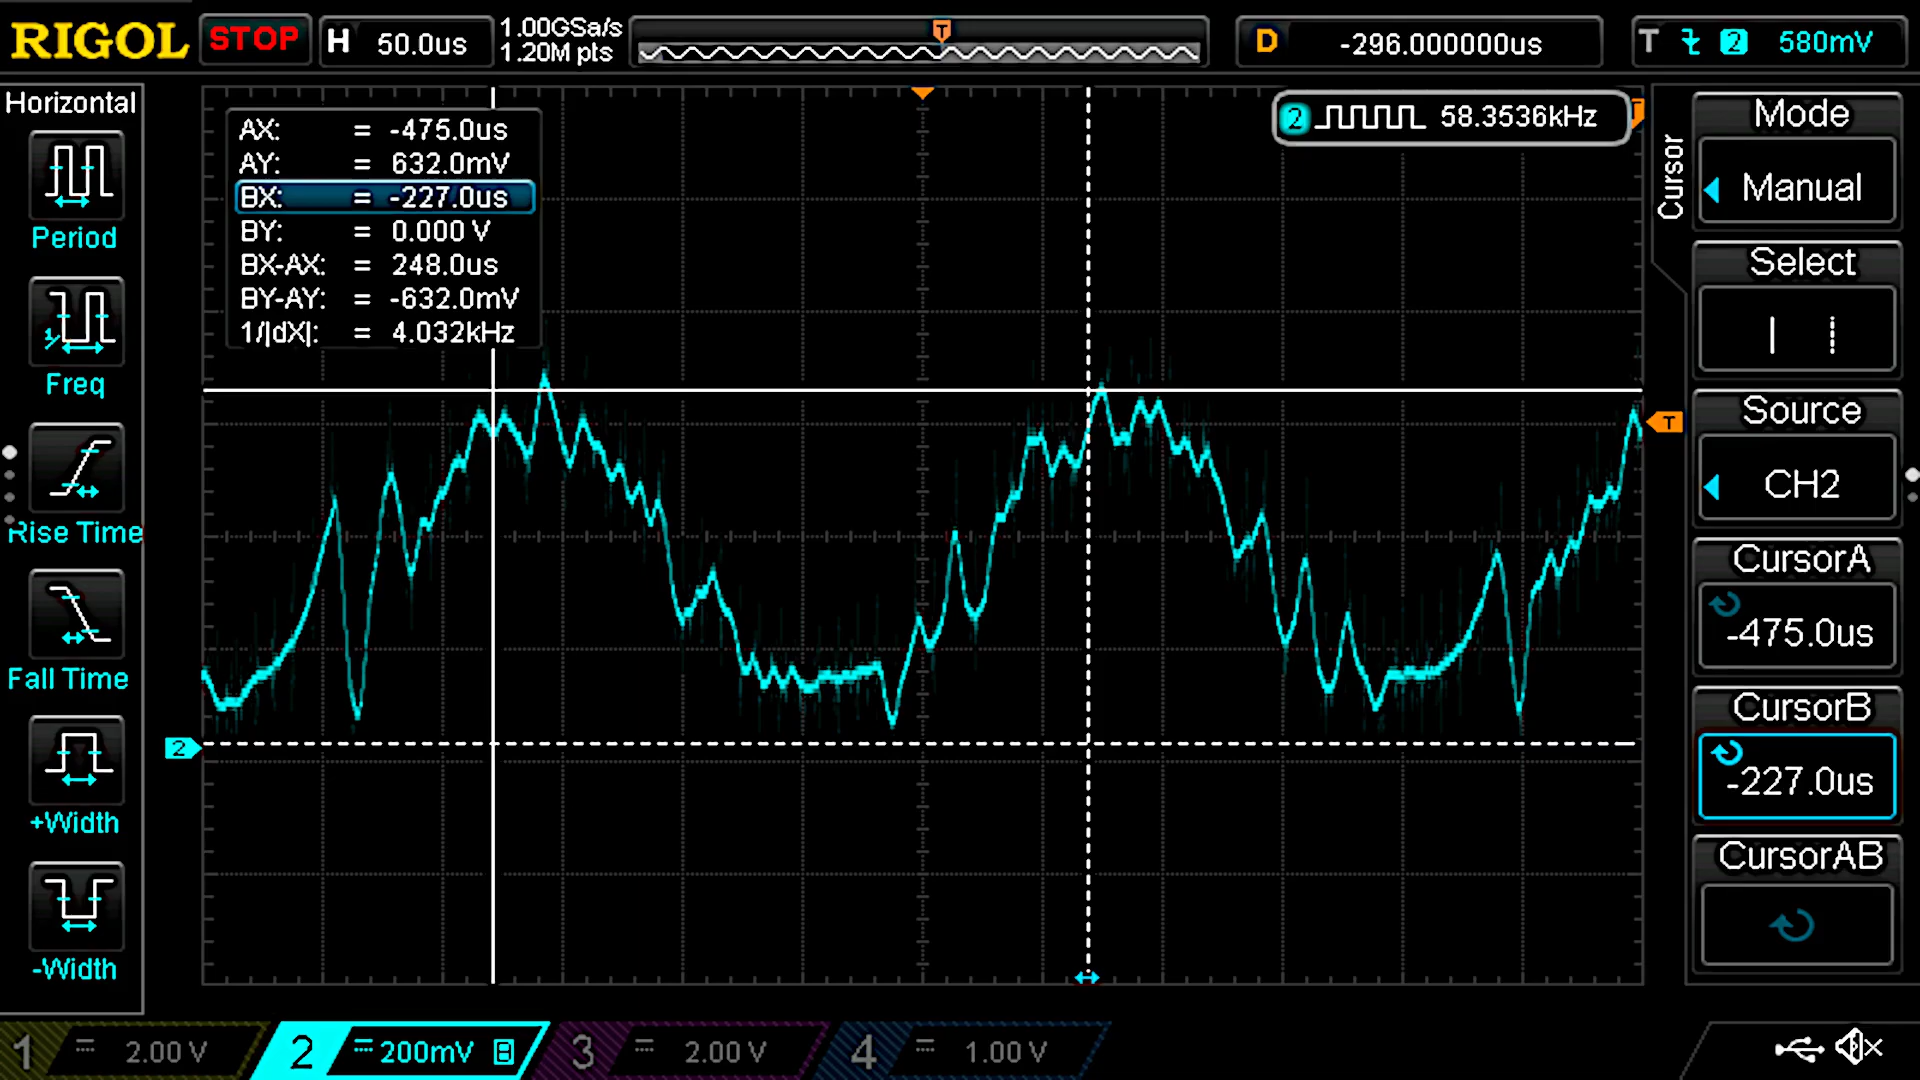 RIGOL STOP H 50.0us 1.00GSa/s 1.20M pts T D -296.000000us T 2 580mV
Horizontal
Period
Freq
Rise Time
Fall Time
+Width
-Width
AX: = -475.0us
AY: = 632.0mV
BX: = -227.0us
BY: = 0.000 V
BX-AX: = 248.0us
BY-AY: = -632.0mV
1/|dX|: = 4.032kHz
2 58.3536kHz
T
T
2
Cursor
Mode
Manual
Select
Source
CH2
CursorA
-475.0us
CursorB
-227.0us
CursorAB
1 2.00 V 2 200mV B 3 2.00 V 4 1.00 V